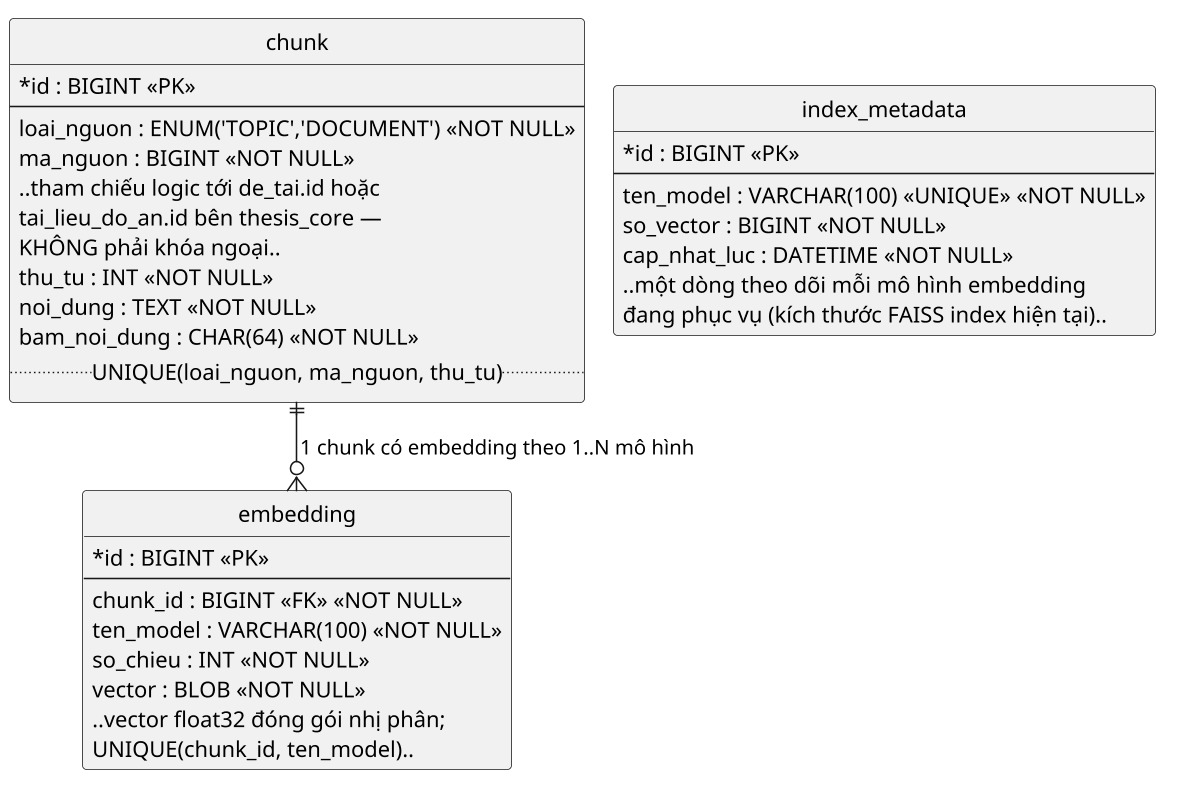 chunk
*id : BIGINT «PK»
loai_nguon : ENUM('TOPIC','DOCUMENT') «NOT NULL»
ma_nguon : BIGINT «NOT NULL»
..tham chiếu logic tới de_tai.id hoặc
tai_lieu_do_an.id bên thesis_core —
KHÔNG phải khóa ngoại..
thu_tu : INT «NOT NULL»
noi_dung : TEXT «NOT NULL»
bam_noi_dung : CHAR(64) «NOT NULL»
UNIQUE(loai_nguon, ma_nguon, thu_tu)
index_metadata
*id : BIGINT «PK»
ten_model : VARCHAR(100) «UNIQUE» «NOT NULL»
so_vector : BIGINT «NOT NULL»
cap_nhat_luc : DATETIME «NOT NULL»
..một dòng theo dõi mỗi mô hình embedding
đang phục vụ (kích thước FAISS index hiện tại)..
1 chunk có embedding theo 1..N mô hình
embedding
*id : BIGINT «PK»
chunk_id : BIGINT «FK» «NOT NULL»
ten_model : VARCHAR(100) «NOT NULL»
so_chieu : INT «NOT NULL»
vector : BLOB «NOT NULL»
..vector float32 đóng gói nhị phân;
UNIQUE(chunk_id, ten_model)..